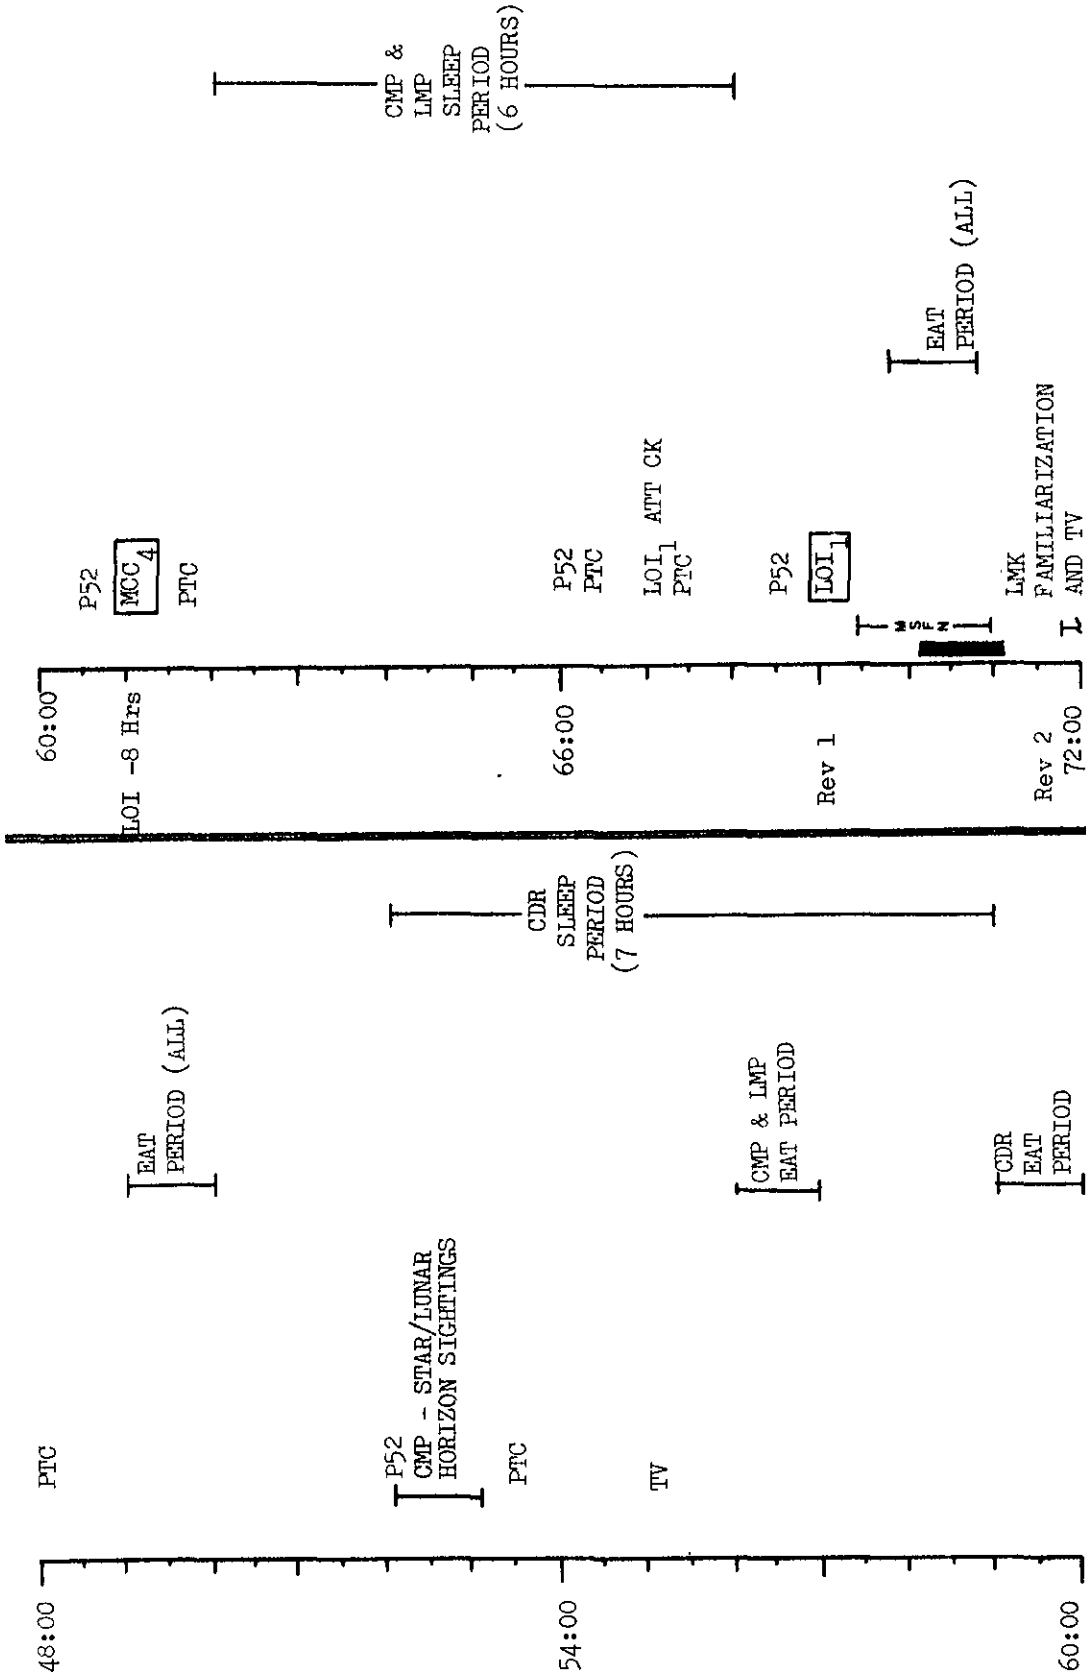 48:00
PTC
EAT
PERIOD (ALL)
P52
CMP - STAR/LUNAR
HORIZON SIGHTINGS
CDR
SLEEP
PERIOD
(7 HOURS)
PTC
54:00
TV
CMP & LMP
EAT PERIOD
CDR
EAT
PERIOD
60:00
60:00
P52
LOI -8 Hrs
MCC4
PTC
CMP &
LMP
SLEEP
PERIOD
(6 HOURS)
66:00
P52
PTC
LOI1 ATT CK
PTC
P52
Rev 1
LOI1
MSFN
EAT
PERIOD (ALL)
Rev 2
LMK
FAMILIARIZATION
AND TV
72:00